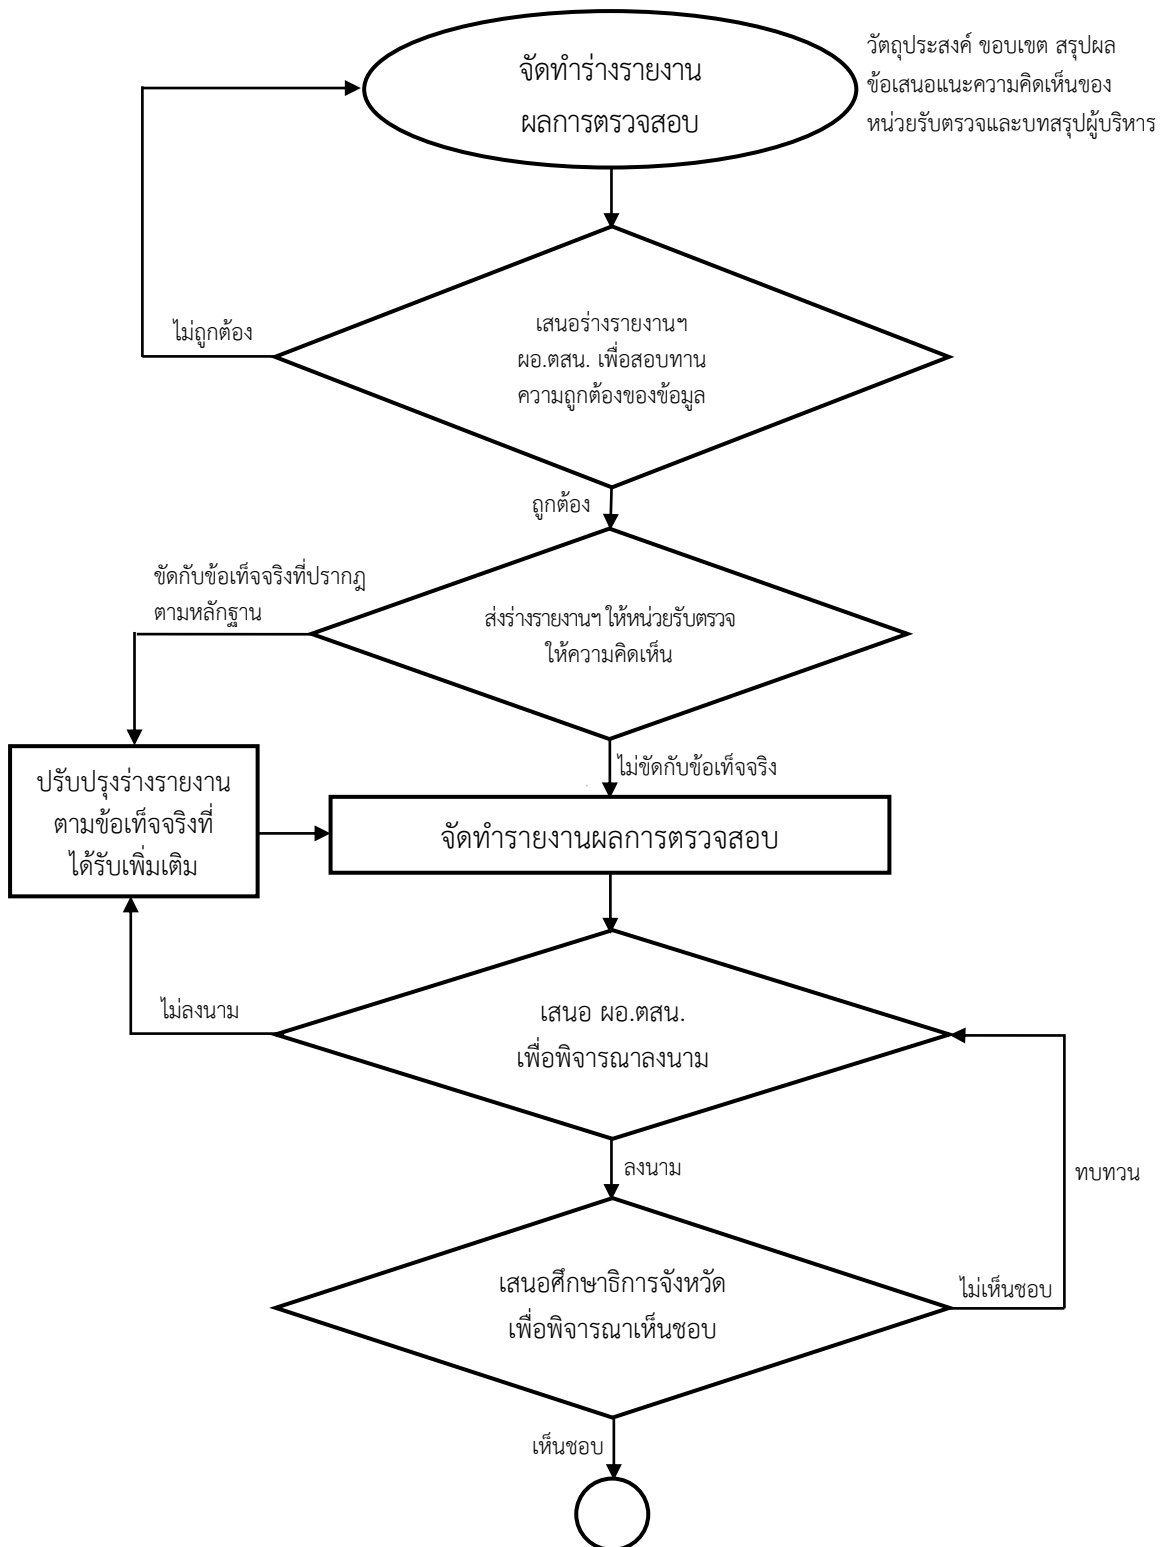 จัดทำร่างรายงาน
ผลการตรวจสอบ
วัตถุประสงค์ ขอบเขต สรุปผล
ข้อเสนอแนะความคิดเห็นของ
หน่วยรับตรวจและบทสรุปผู้บริหาร
ไม่ถูกต้อง
เสนอร่างรายงานฯ
ผอ.ตสน. เพื่อสอบทาน
ความถูกต้องของข้อมูล
ถูกต้อง
ขัดกับข้อเท็จจริงที่ปรากฎ
ตามหลักฐาน
ส่งร่างรายงานฯ ให้หน่วยรับตรวจ
ให้ความคิดเห็น
ไม่ขัดกับข้อเท็จจริง
ปรับปรุงร่างรายงาน
ตามข้อเท็จจริงที่
ได้รับเพิ่มเติม
จัดทำรายงานผลการตรวจสอบ
ไม่ลงนาม
เสนอ ผอ.ตสน.
เพื่อพิจารณาลงนาม
ลงนาม
ทบทวน
เสนอศึกษาธิการจังหวัด
เพื่อพิจารณาเห็นชอบ
ไม่เห็นชอบ
เห็นชอบ